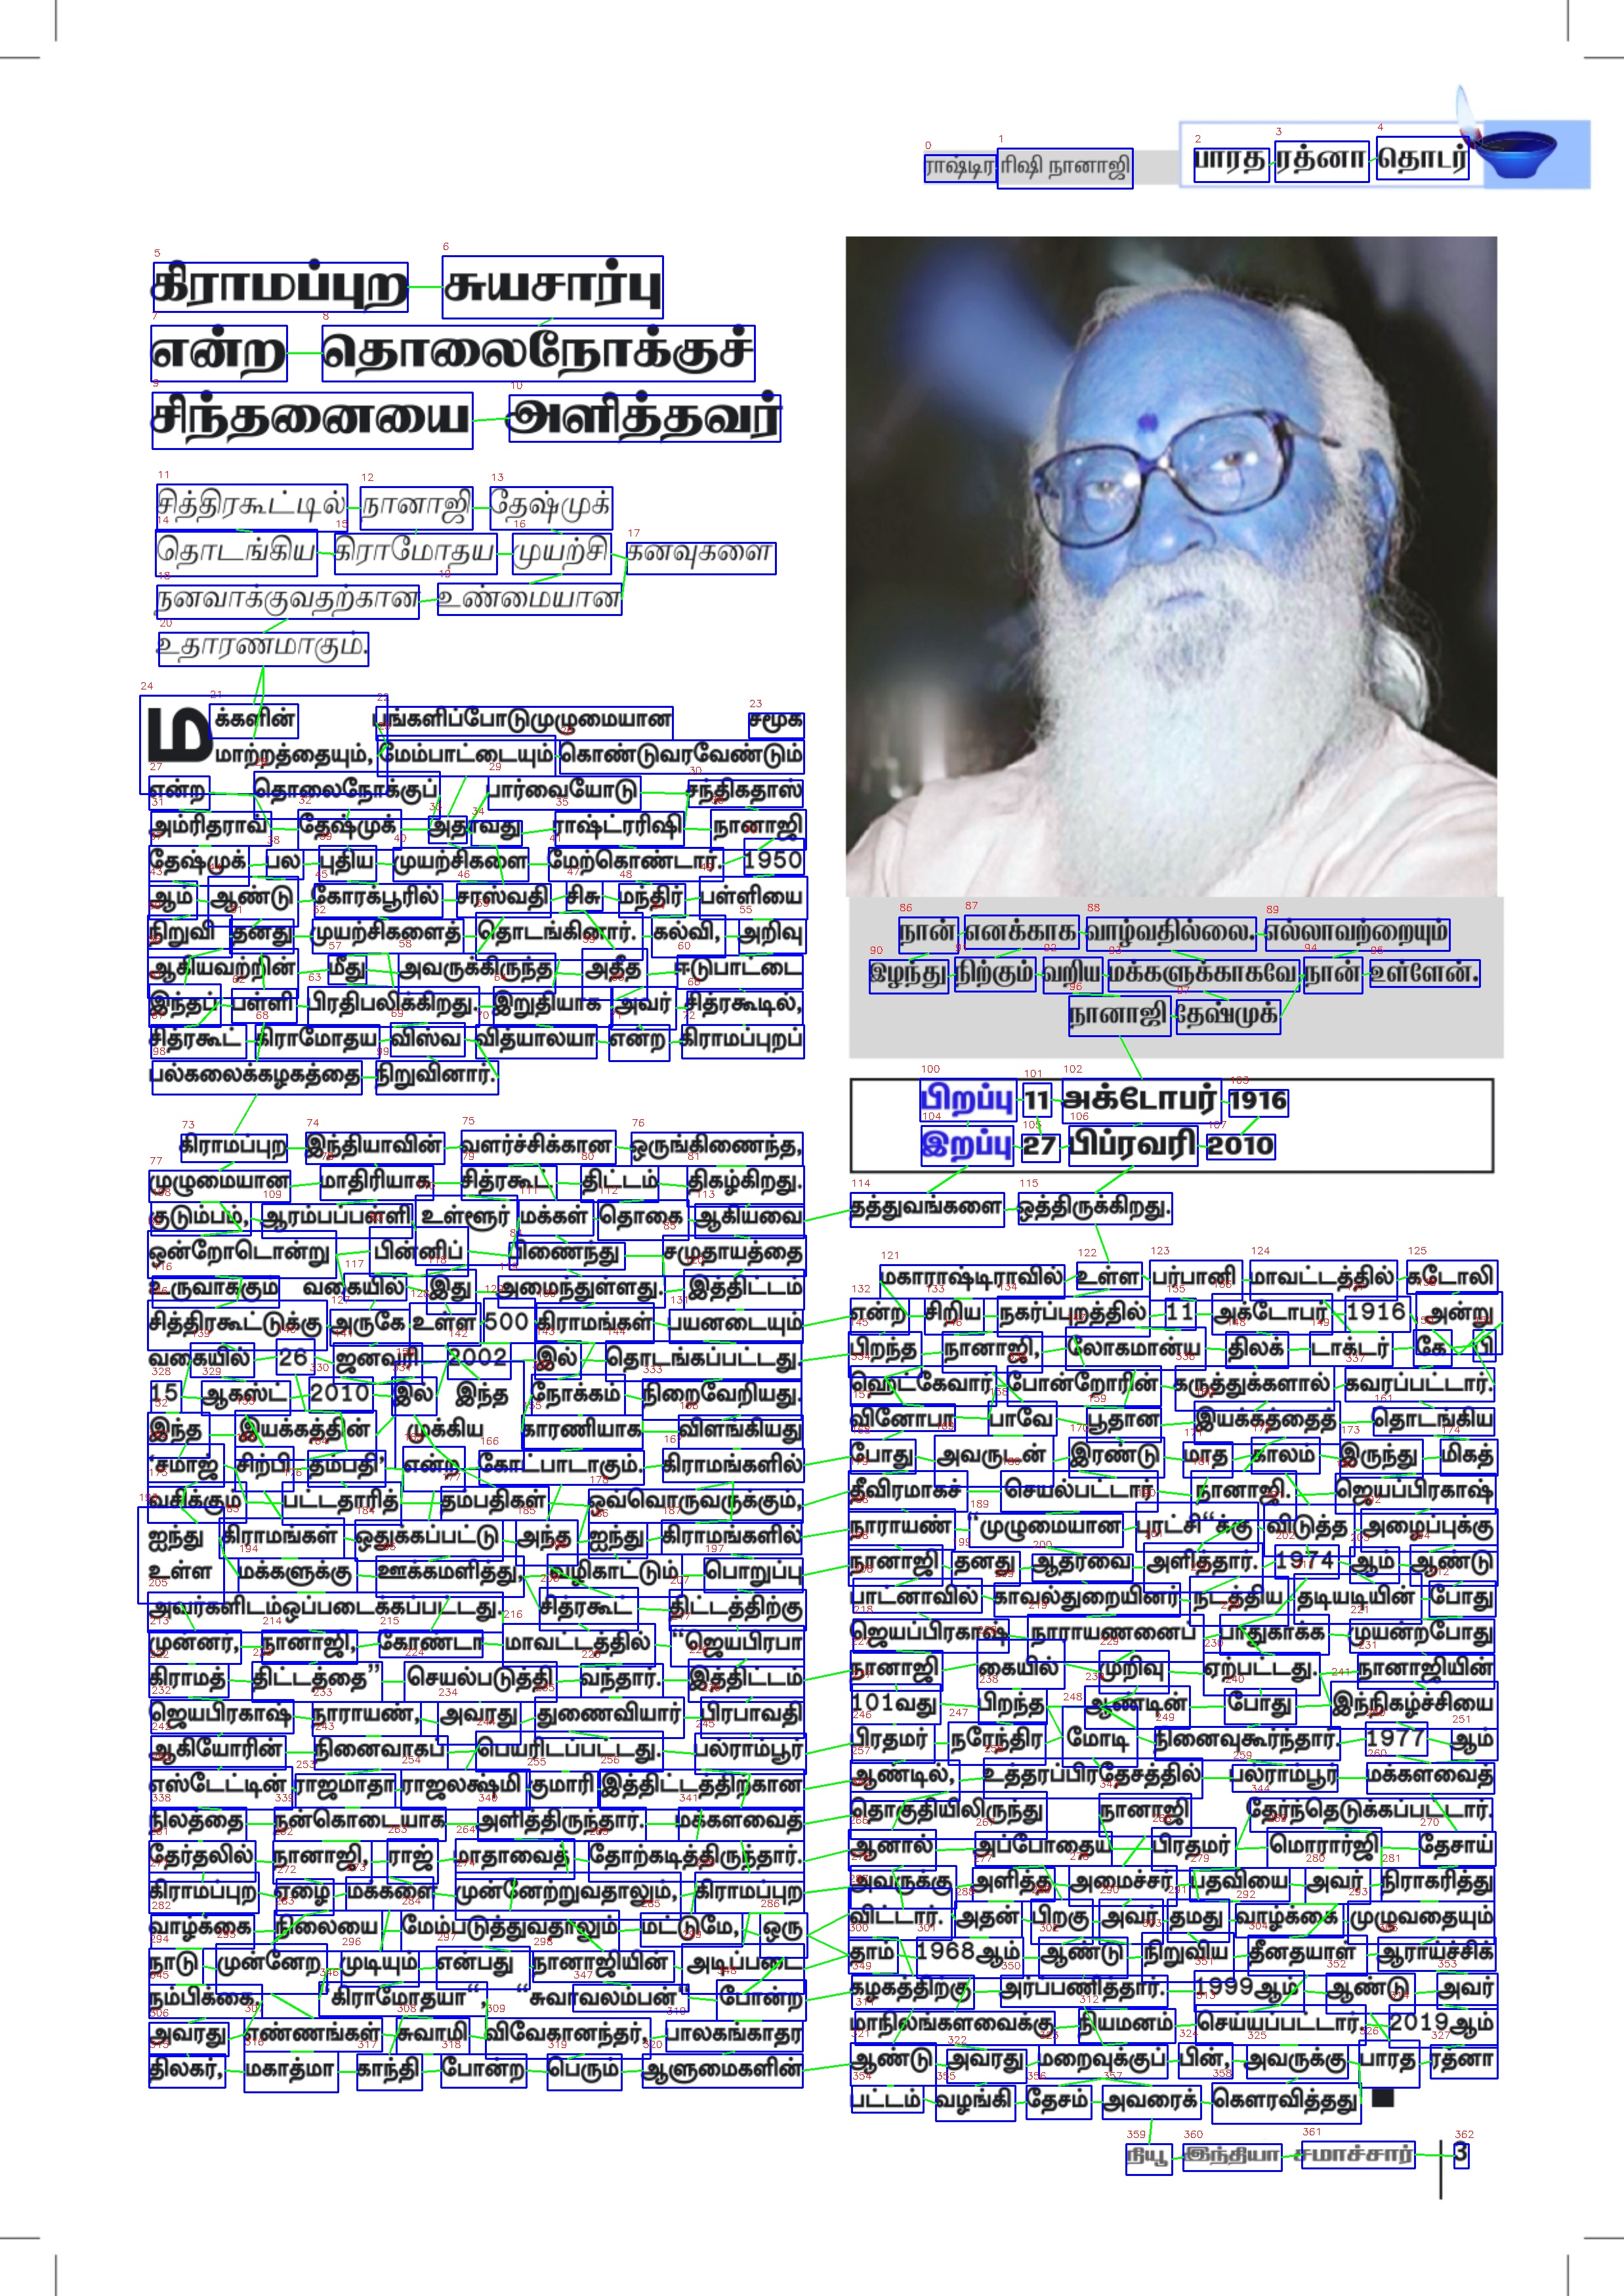 ராஷ்டிர ரிஷி நானாஜி
பாரத ரத்னா தொடர்
கிராமப்புற சுயசார்பு
என்ற தொலைநோக்குச்
சிந்தனையை அளித்தவர்
சித்திரகூட்டில் நானாஜி தேஷ்முக்
தொடங்கிய கிராமோதய முயற்சி கனவுகளை
நனவாக்குவதற்கான உண்மையான
உதாரணமாகும்.
மக்களின் பங்களிப்போடுமுழுமையான சமூக
மாற்றத்தையும், மேம்பாட்டையும் கொண்டுவரவேண்டும்
என்ற தொலைநோக்குப் பார்வையோடு சந்திகதாஸ்
அம்ரிதராவ் தேஷ்முக் அதாவது ராஷ்ட்ரரிஷி நானாஜி
தேஷ்முக் பல புதிய முயற்சிகளை மேற்கொண்டார். 1950
ஆம் ஆண்டு கோரக்பூரில் சரஸ்வதி சிசு மந்திர் பள்ளியை
நிறுவி தனது முயற்சிகளைத் தொடங்கினார். கல்வி, அறிவு
ஆகியவற்றின் மீது அவருக்கிருந்த அதீத ஈடுபாட்டை
இந்தப் பள்ளி பிரதிபலிக்கிறது. இறுதியாக அவர் சித்ரகூடில்,
சித்ரகூட் கிராமோதய விஸ்வ வித்யாலயா என்ற கிராமப்புறப்
பல்கலைக்கழகத்தை நிறுவினார்.
கிராமப்புற இந்தியாவின் வளர்ச்சிக்கான ஒருங்கிணைந்த,
முழுமையான மாதிரியாக சித்ரகூட திட்டம் திகழ்கிறது.
குடும்பம், ஆரம்பபள்ளி உள்ளூர் மக்கள் தொகை ஆகியவை
ஒன்றோடொன்று பின்னிப் பிணைந்து சமுதாயத்தை
உருவாக்கும் வகையில் இது அமைந்துள்ளது. இத்திட்டம்
சித்திரகூட்டுக்கு அருகே உள்ள 500 கிராமங்கள் பயனடையும்
வகையில் 26 ஜனவரி 2002 இல் தொடங்கப்பட்டது.
15 ஆகஸ்ட் 2010 இல் இந்த நோக்கம் நிறைவேறியது.
இந்த இயக்கத்தின் முக்கிய காரணியாக விளங்கியது
‘சமாஜ் சிற்பி தம்பதி’ என்ற கோட்பாடாகும். கிராமங்களில்
வசிக்கும் பட்டதாரித் தம்பதிகள் ஒவ்வொருவருக்கும்,
ஐந்து கிராமங்கள் ஒதுக்கப்பட்டு அந்த ஐந்து கிராமங்களில்
உள்ள மக்களுக்கு ஊக்கமளித்து, வழிகாட்டும் பொறுப்பு
அவர்களிடம்ஒப்படைக்கப்பட்டது. சித்ரகூட திட்டத்திற்கு
முன்னர், நானாஜி, கோண்டா மாவட்டத்தில் “ஜெயபிரபா
கிராமத் திட்டத்தை” செயல்படுத்தி வந்தார். இத்திட்டம்
ஜெயபிரகாஷ் நாராயண், அவரது துணைவியார் பிரபாவதி
ஆகியோரின் நினைவாகப் பெயரிடப்பட்டது. பல்ராம்பூர்
எஸ்டேட்டின் ராஜமாதா ராஜலக்ஷ்மி குமாரி இத்திட்டத்திற்கான
நிலத்தை நன்கொடையாக அளித்திருந்தார். மக்களவைத்
தேர்தலில் நானாஜி, ராஜ் மாதாவைத் தோற்கடித்திருந்தார்.
கிராமப்புற ஏழை மக்களை முன்னேற்றுவதாலும், கிராமப்புற
வாழ்க்கை நிலையை மேம்படுத்துவதாலும் மட்டுமே, ஒரு
நாடு முன்னேற முடியும் என்பது நானாஜியின் அடிப்படை
நம்பிக்கை. “கிராமோதயா“, “சுவாவலம்பன்” போன்ற
அவரது எண்ணங்கள் சுவாமி விவேகானந்தர், பாலகங்காதர
திலகர், மகாத்மா காந்தி போன்ற பெரும் ஆளுமைகளின்
நான் எனக்காக வாழ்வதில்லை. எல்லாவற்றையும்
இழந்து நிற்கும் வறிய மக்களுக்காகவே நான் உள்ளேன்.
நானாஜி தேஷ்முக்
பிறப்பு 11 அக்டோபர் 1916
இறப்பு 27 பிப்ரவரி 2010
தத்துவங்களை ஒத்திருக்கிறது.
மகாராஷ்டிராவில் உள்ள பர்பானி மாவட்டத்தில் கடோலி
என்ற சிறிய நகர்ப்புறத்தில் 11 அக்டோபர் 1916 அன்று
பிறந்த நானாஜி, லோகமான்ய திலக் டாக்டர் கே பி
ஹெட்கேவார் போன்றோரின் கருத்துக்களால் கவரப்பட்டார்.
வினோபா பாவே பூதான இயக்கத்தைத் தொடங்கிய
போது அவருடன் இரண்டு மாத காலம் இருந்து மிகத்
தீவிரமாகச் செயல்பட்டார் நானாஜி. ஜெயப்பிரகாஷ்
நாராயண் “முழுமையான புரட்சி“க்கு விடுத்த அமைப்புக்கு
நானாஜி தனது ஆதரவை அளித்தார். 1974 ஆம் ஆண்டு
பாட்னாவில் காவல்துறையினர் நடத்திய தடியடியின் போது
ஜெயப்பிரகாஷ் நாராயணனைப் பாதுகாக்க முயன்றபோது
நானாஜி கையில் முறிவு ஏற்பட்டது. நானாஜியின்
101வது பிறந்த ஆண்டின் போது இந்நிகழ்ச்சியை
பிரதமர் நரேந்திர மோடி நினைவுகூர்ந்தார். 1977 ஆம்
ஆண்டில், உத்தரப்பிரதேசத்தில் பல்ராம்பூர் மக்களவைத்
தொகுதியிலிருந்து நானாஜி தேர்ந்தெடுக்கப்பட்டார்.
ஆனால் அப்போதைய பிரதமர் மொரார்ஜி தேசாய்
அவருக்கு அளித்த அமைச்சர் பதவியை அவர் நிராகரித்து
விட்டார். அதன் பிறகு அவர் தமது வாழ்க்கை முழுவதையும்
தாம் 1968ஆம் ஆண்டு நிறுவிய தீனதயாள் ஆராய்ச்சிக்
கழகத்திற்கு அர்ப்பணித்தார். 1999ஆம் ஆண்டு அவர்
மாநிலங்களவைக்கு நியமனம் செய்யப்பட்டார். 2019ஆம்
ஆண்டு அவரது மறைவுக்குப் பின், அவருக்கு பாரத ரத்னா
பட்டம் வழங்கி தேசம் அவரைக் கௌரவித்தது
நியூ இந்தியா சமாச்சார் 3